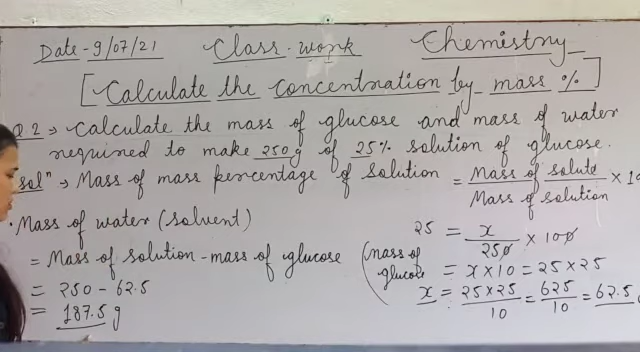 Date-9/07/21 Class-work Chemistry
[Calculate the concentration by mass %]
Q 2 → Calculate the mass of glucose and mass of water
required to make 250g of 25% solution of glucose.
solⁿ → Mass of mass percentage of solution = Mass of solute / Mass of solution × 10
Mass of water (solvent)
= Mass of solution - mass of glucose
= 250 - 62.5
= 187.5 g
25 = x / 250 × 100
(mass of glucose = x × 10 = 25 × 25
x = 25 × 25 / 10 = 625 / 10 = 62.5